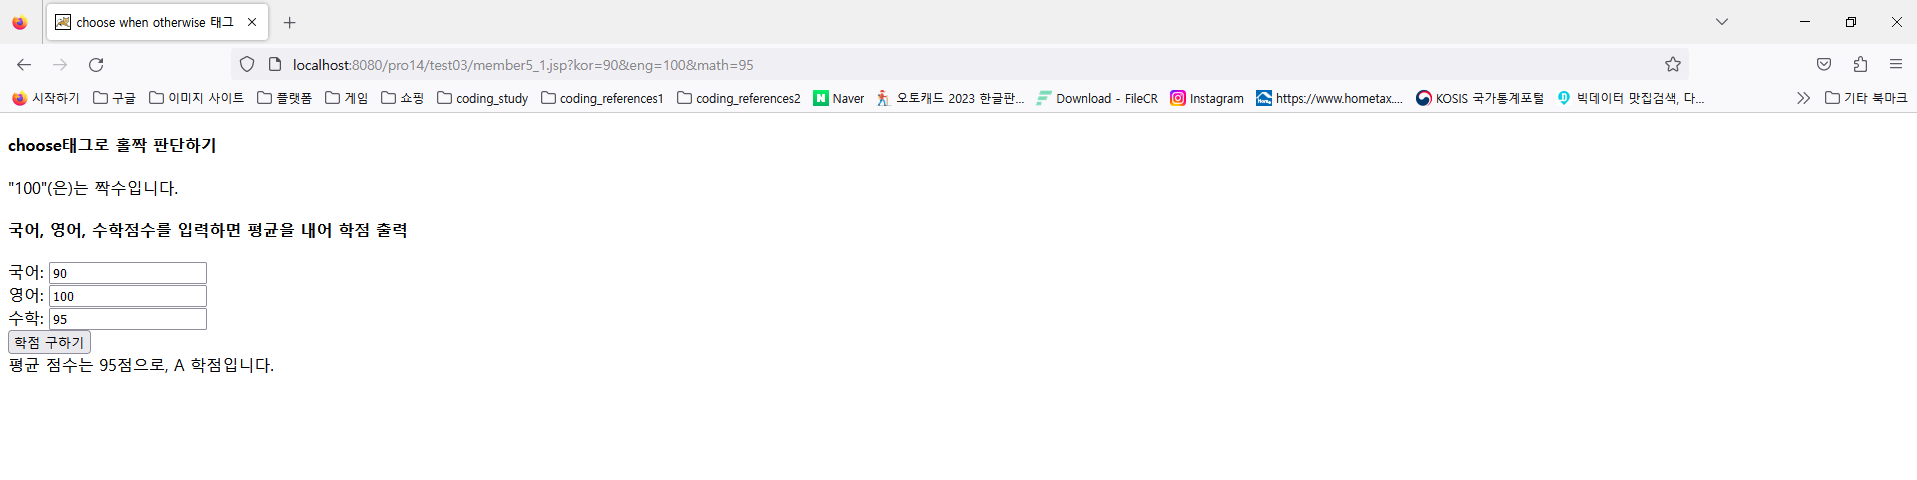 choose when otherwise 태그
localhost:8080/pro14/test03/member5_1.jsp?kor=90&eng=100&math=95
시작하기 구글 이미지 사이트 플랫폼 게임 쇼핑 coding_study coding_references1 coding_references2 Naver 오토캐드 2023 한글판... Download - FileCR Instagram https://www.hometax.... KOSIS 국가통계포털 빅데이터 맛집검색, 다... 기타 북마크
choose태그로 홀짝 판단하기
"100"(은)는 짝수입니다.
국어, 영어, 수학점수를 입력하면 평균을 내어 학점 출력
국어: 90
영어: 100
수학: 95
학점 구하기
평균 점수는 95점으로, A 학점입니다.